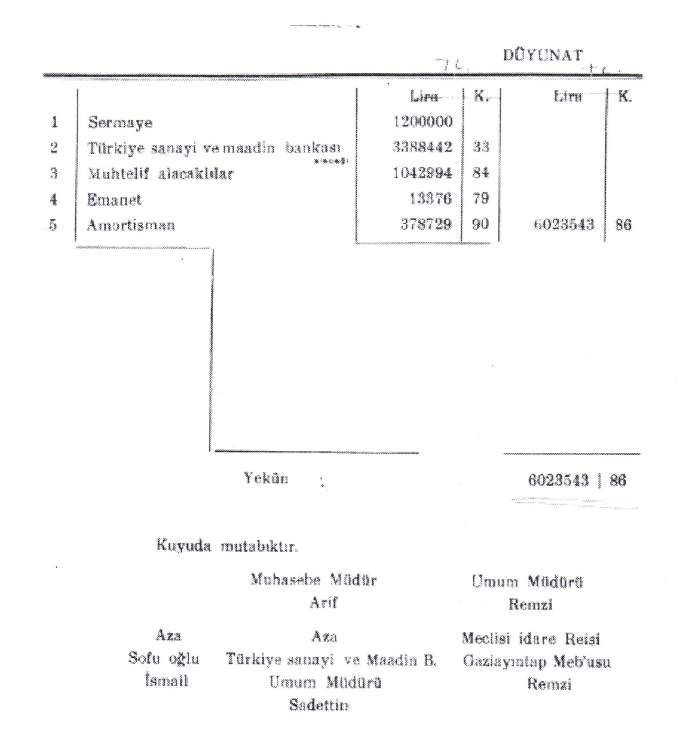 DÜYUNAT
Lira K. Lira K.
1 Sermaye 1200000
2 Türkiye sanayi ve maadin bankası 3388442 33
3 Muhtelif alacaklılar 1042994 84
4 Emanet 13376 79
5 Amortisman 378729 90 6023543 86
Yekûn : 6023543 86
Kuyuda mutabıktır.
Muhasebe Müdür Umum Müdürü
Arif Remzi
Aza Aza Meclisi idare Reisi
Sofu oğlu Türkiye sanayi ve Maadin B. Gaziayıntap Meb'usu
İsmail Umum Müdürü Remzi
Sadettin